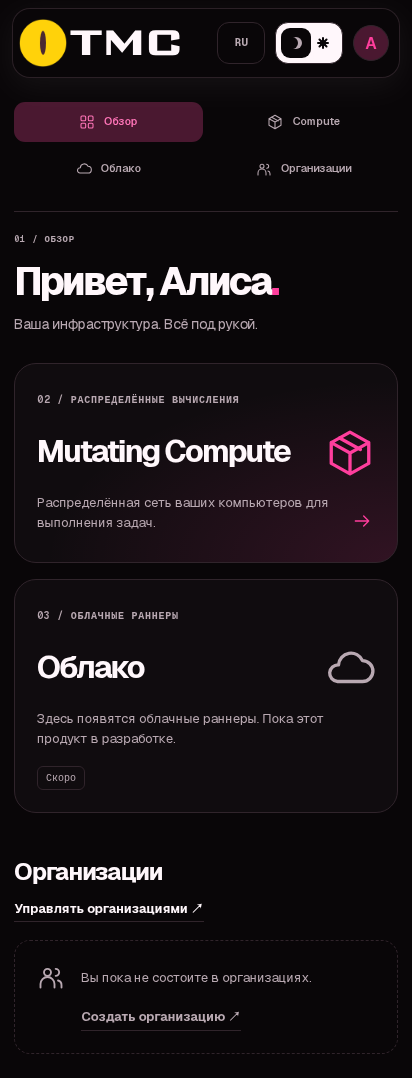 TMC
RU
A
Обзор
Compute
Облако
Организации
01 / ОБЗОР
Привет, Алиса.
Ваша инфраструктура. Всё под рукой.
02 / РАСПРЕДЕЛЁННЫЕ ВЫЧИСЛЕНИЯ
Mutating Compute
Распределённая сеть ваших компьютеров для
выполнения задач.
→
03 / ОБЛАЧНЫЕ РАННЕРЫ
Облако
Здесь появятся облачные раннеры. Пока этот
продукт в разработке.
Скоро
Организации
Управлять организациями ↗
Вы пока не состоите в организациях.
Создать организацию ↗